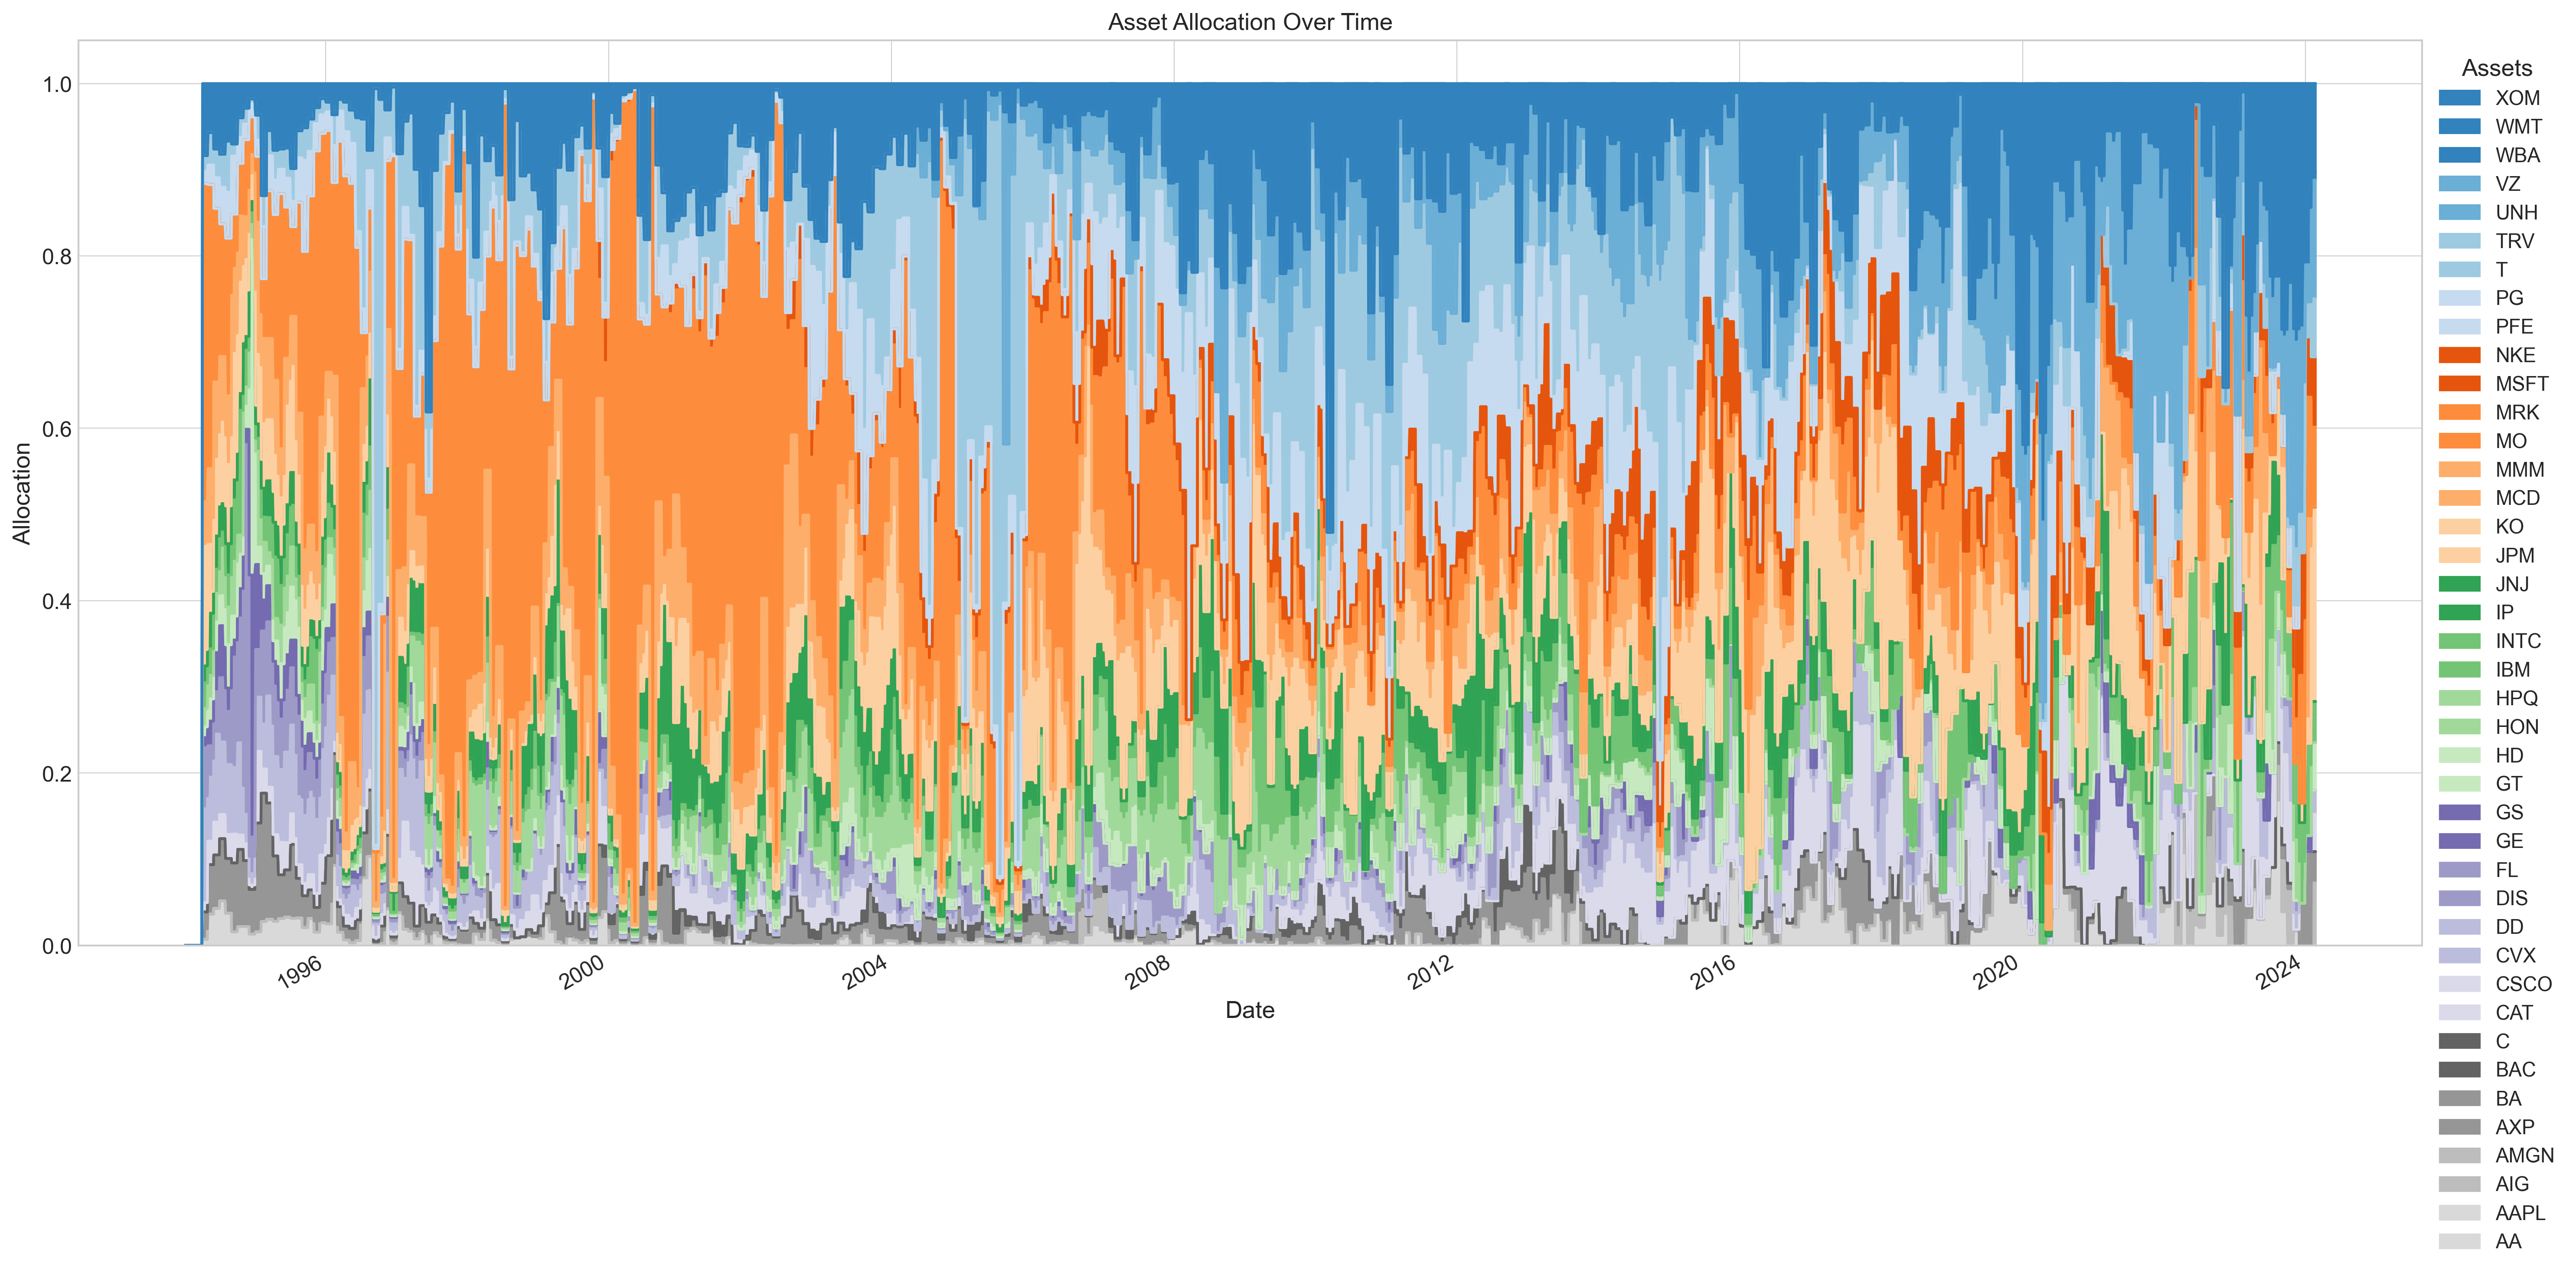 Asset Allocation Over Time
Allocation
1.0
0.8
0.6
0.4
0.2
0.0
1996
2000
2004
2008
2012
2016
2020
2024
Date
Assets
XOM
WMT
WBA
VZ
UNH
TRV
T
PG
PFE
NKE
MSFT
MRK
MO
MMM
MCD
KO
JPM
JNJ
IP
INTC
IBM
HPQ
HON
HD
GT
GS
GE
FL
DIS
DD
CVX
CSCO
CAT
C
BAC
BA
AXP
AMGN
AIG
AAPL
AA